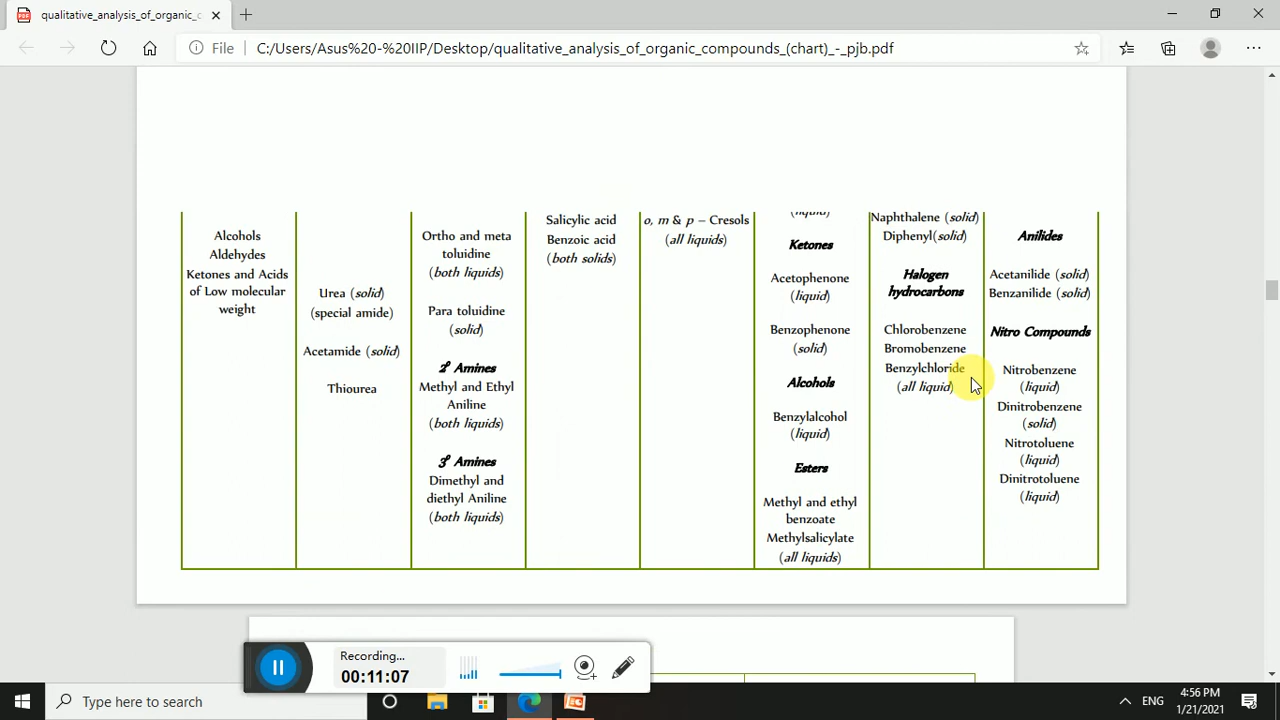 qualitative_analysis_of_organic_c
File
C:/Users/Asus%20-%20IIP/Desktop/qualitative_analysis_of_organic_compounds_(chart)_-_pjb.pdf
Alcohols
Aldehydes
Ketones and Acids
of Low molecular
weight
Urea (solid)
(special amide)
Acetamide (solid)
Thiourea
Ortho and meta
toluidine
(both liquids)
Para toluidine
(solid)
2° Amines
Methyl and Ethyl
Aniline
(both liquids)
3° Amines
Dimethyl and
diethyl Aniline
(both liquids)
Salicylic acid
Benzoic acid
(both solids)
o, m & p – Cresols
(all liquids)
(liquid)
Ketones
Acetophenone
(liquid)
Benzophenone
(solid)
Alcohols
Benzylalcohol
(liquid)
Esters
Methyl and ethyl
benzoate
Methylsalicylate
(all liquids)
Naphthalene (solid)
Diphenyl(solid)
Halogen
hydrocarbons
Chlorobenzene
Bromobenzene
Benzylchloride
(all liquid)
Anilides
Acetanilide (solid)
Benzanilide (solid)
Nitro Compounds
Nitrobenzene
(liquid)
Dinitrobenzene
(solid)
Nitrotoluene
(liquid)
Dinitrotoluene
(liquid)
Recording...
00:11:07
Type here to search
ENG
4:56 PM
1/21/2021